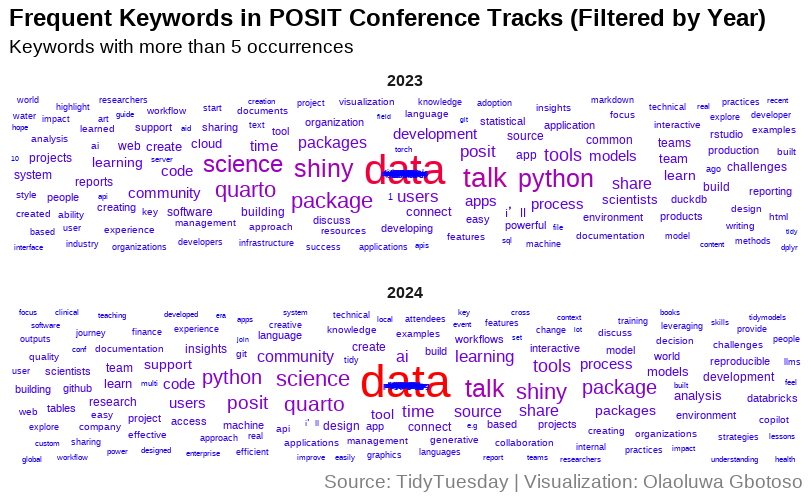 Frequent Keywords in POSIT Conference Tracks (Filtered by Year)
Keywords with more than 5 occurrences
2023
world highlight researchers workflow start creation documents project visualization knowledge adoption insights markdown technical real practices recent
water impact art guide field language git statistical application focus interactive explore developer
hope analysis learned support aid sharing text tool organization development source common rstudio examples
ai web create cloud time packages torch posit app tools models teams team production built
10 projects learning server code science shiny data talk python share learn ago challenges
system reports community quarto package 1 users apps process scientists duckdb build reporting
style people api creating key software building connect i' ll environment products design html
created ability management approach discuss resources developing easy powerful file writing tidy
based user experience developers infrastructure success applications apis features sql machine documentation model content methods dplyr
interface industry organizations
2024
focus clinical teaching developed era apps system technical local attendees key cross context training books tidymodels
software journey finance experience creative language knowledge examples event features change iot discuss leveraging skills provide
outputs conf documentation insights join git create build workflows set interactive model decision challenges people
quality team support community tidy ai learning tools process world reproducible llms
user scientists learn multi code python science data talk shiny package models development feel
building github research users posit quarto tool time source share packages built analysis databricks
web tables easy project access machine api i' ll design app connect e.g based projects creating environment copilot
explore company effective approach real applications management generative collaboration internal organizations strategies lessons
custom sharing power designed enterprise efficient improve easily graphics languages report teams researchers practices impact understanding health
global workflow
Source: TidyTuesday | Visualization: Olaoluwa Gbotoso